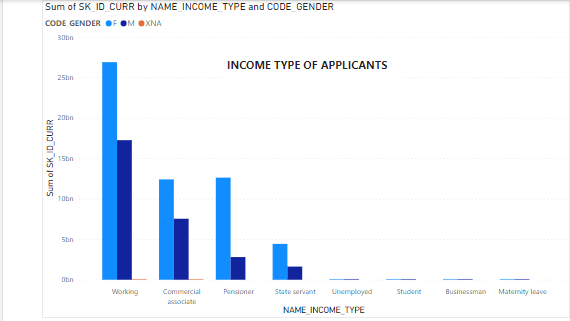 Sum of SK_ID_CURR by NAME_INCOME_TYPE and CODE_GENDER
CODE_GENDER F M XNA
INCOME TYPE OF APPLICANTS
Sum of SK_ID_CURR
30bn
25bn
20bn
15bn
10bn
5bn
0bn
Working Commercial associate Pensioner State servant Unemployed Student Businessman Maternity leave
NAME_INCOME_TYPE